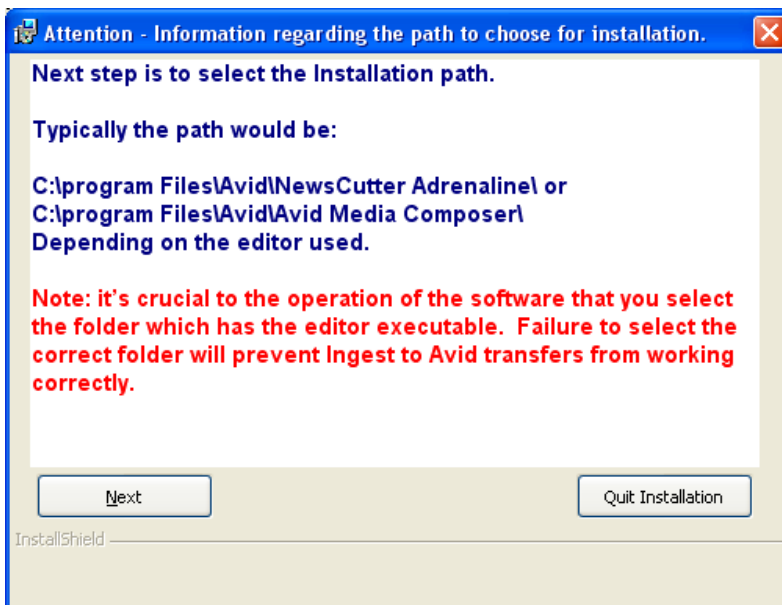 Attention - Information regarding the path to choose for installation.
Next step is to select the Installation path.
Typically the path would be:
C:\program Files\Avid\NewsCutter Adrenaline\ or
C:\program Files\Avid\Avid Media Composer\
Depending on the editor used.
Note: it's crucial to the operation of the software that you select
the folder which has the editor executable.  Failure to select the
correct folder will prevent Ingest to Avid transfers from working
correctly.
Next
Quit Installation
InstallShield